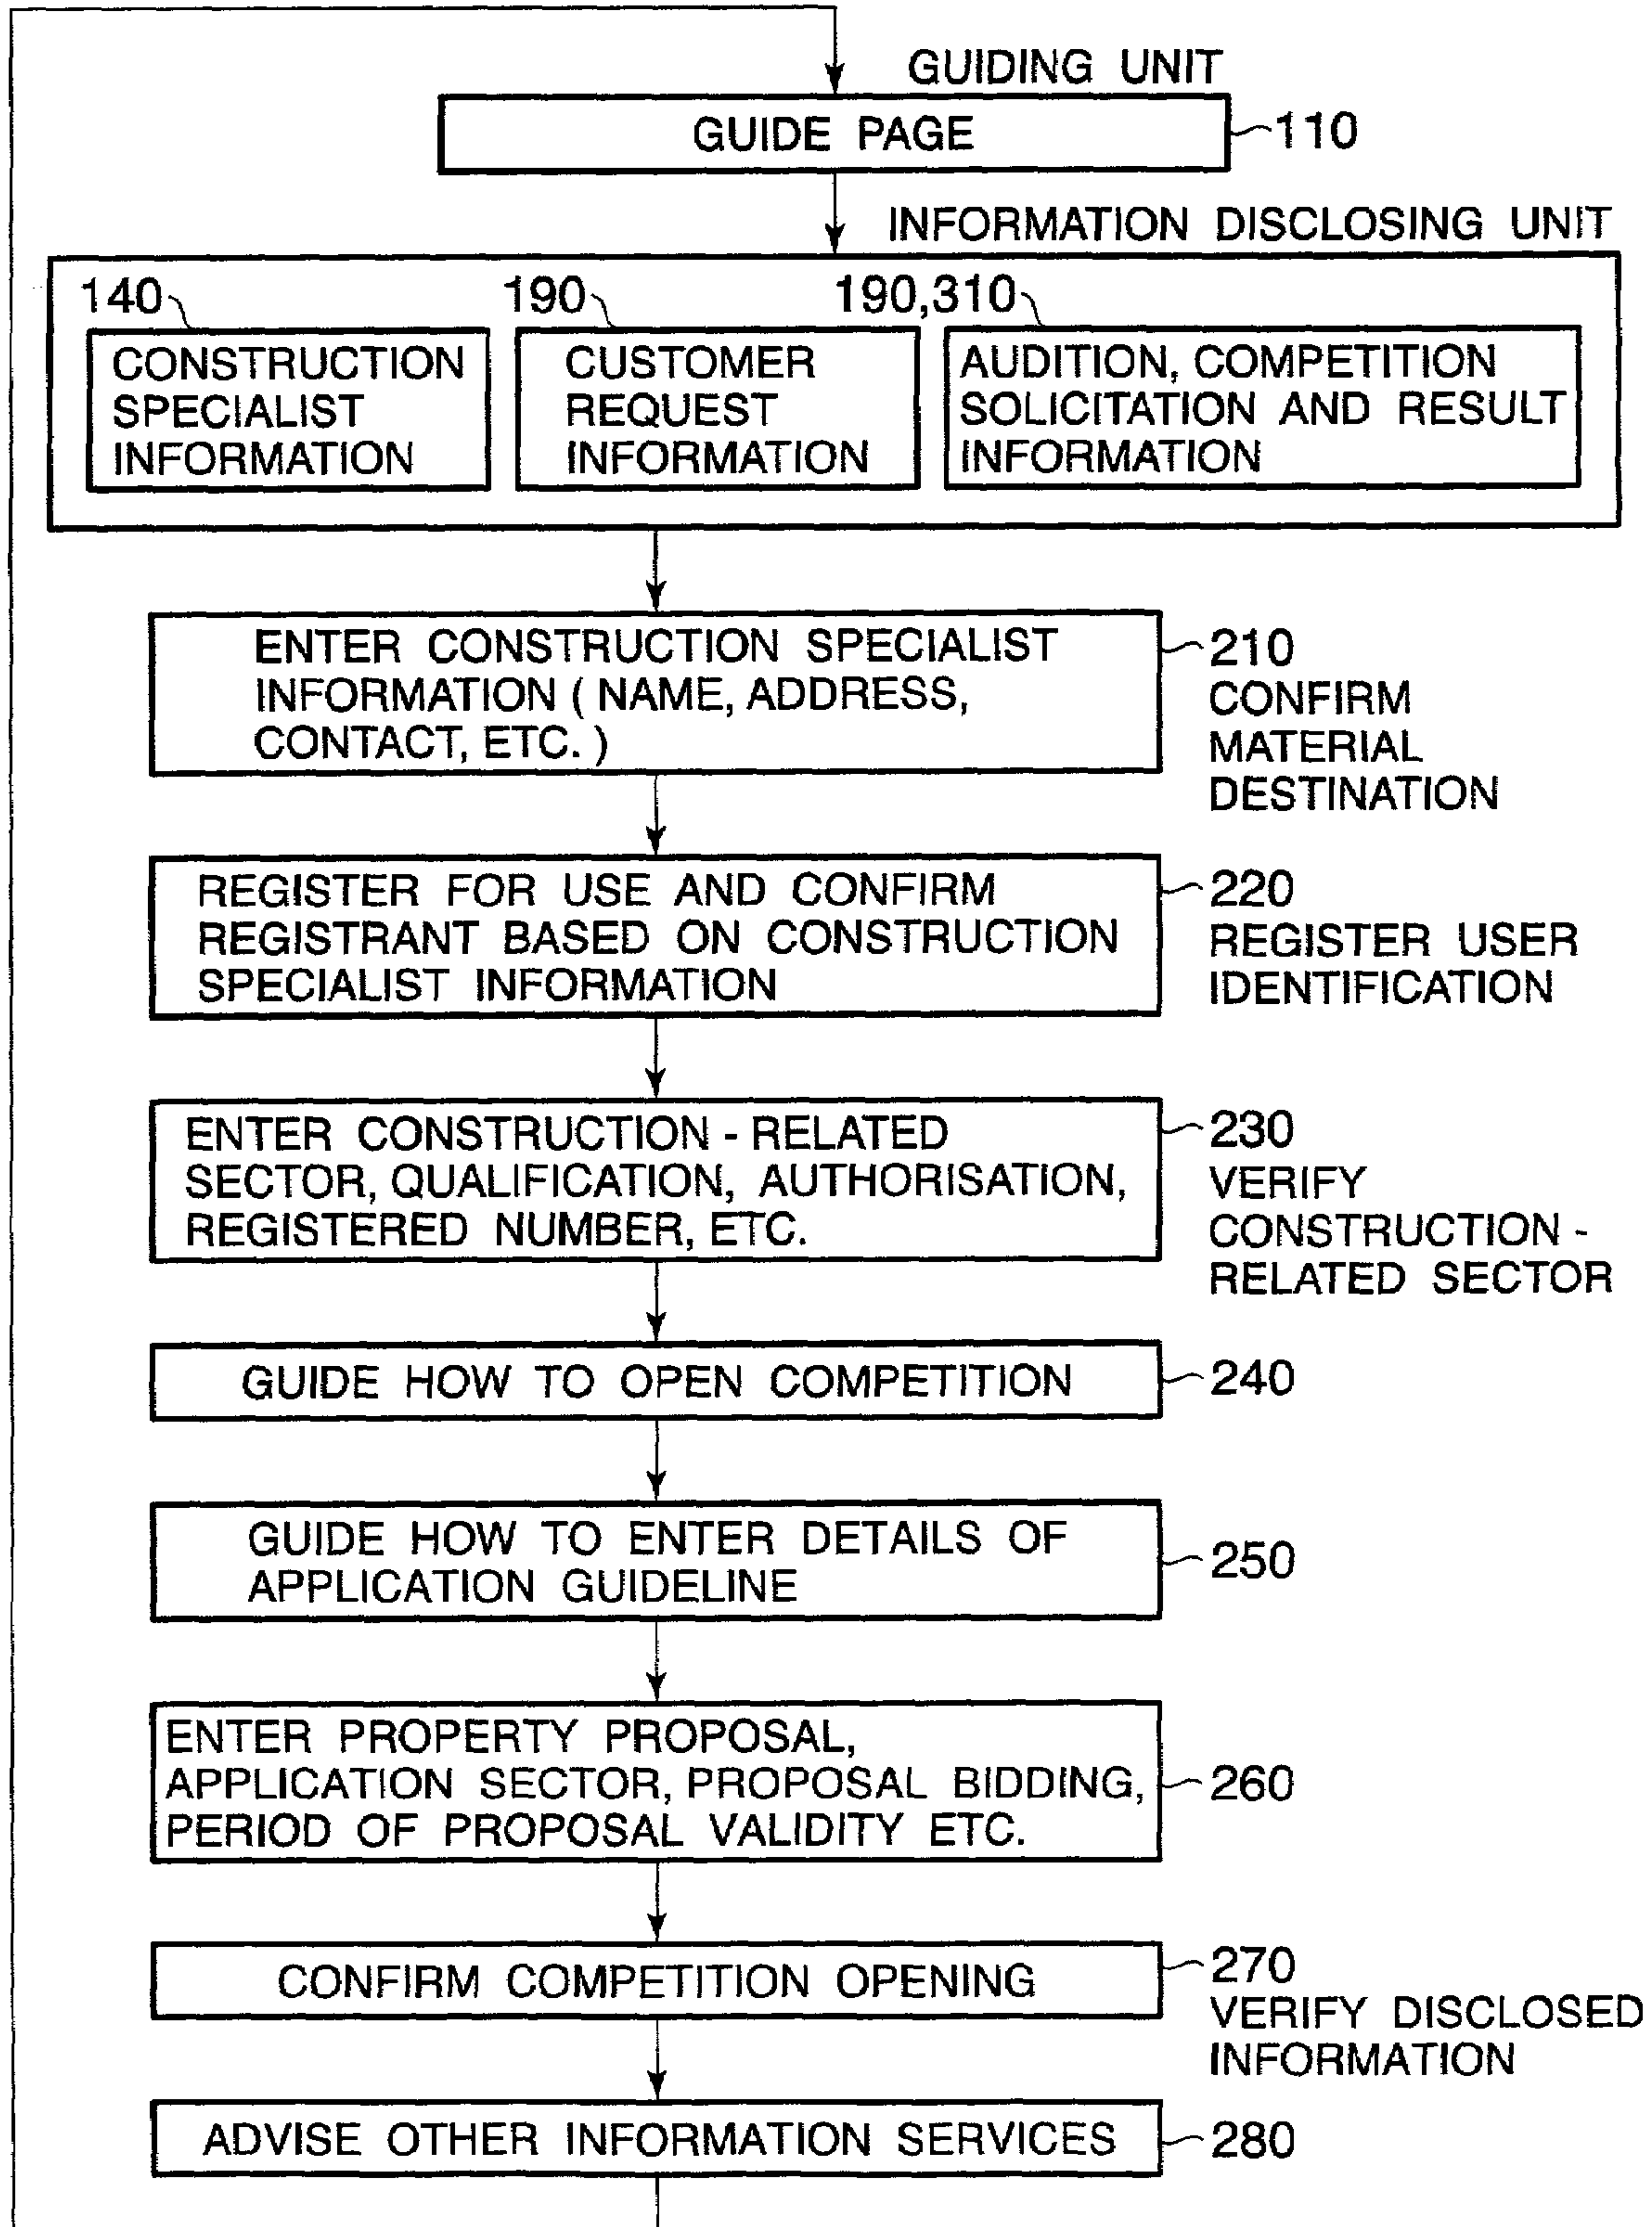 GUIDING UNIT
GUIDE PAGE
110
INFORMATION DISCLOSING UNIT
140
190
190,310
CONSTRUCTION
SPECIALIST
INFORMATION
CUSTOMER
REQUEST
INFORMATION
AUDITION, COMPETITION
SOLICITATION AND RESULT
INFORMATION
ENTER CONSTRUCTION SPECIALIST
INFORMATION ( NAME, ADDRESS,
CONTACT, ETC. )
210
CONFIRM
MATERIAL
DESTINATION
REGISTER FOR USE AND CONFIRM
REGISTRANT BASED ON CONSTRUCTION
SPECIALIST INFORMATION
220
REGISTER USER
IDENTIFICATION
ENTER CONSTRUCTION - RELATED
SECTOR, QUALIFICATION, AUTHORISATION,
REGISTERED NUMBER, ETC.
230
VERIFY
CONSTRUCTION -
RELATED SECTOR
GUIDE HOW TO OPEN COMPETITION
240
GUIDE HOW TO ENTER DETAILS OF
APPLICATION GUIDELINE
250
ENTER PROPERTY PROPOSAL,
APPLICATION SECTOR, PROPOSAL BIDDING,
PERIOD OF PROPOSAL VALIDITY ETC.
260
CONFIRM COMPETITION OPENING
270
VERIFY DISCLOSED
INFORMATION
ADVISE OTHER INFORMATION SERVICES
280